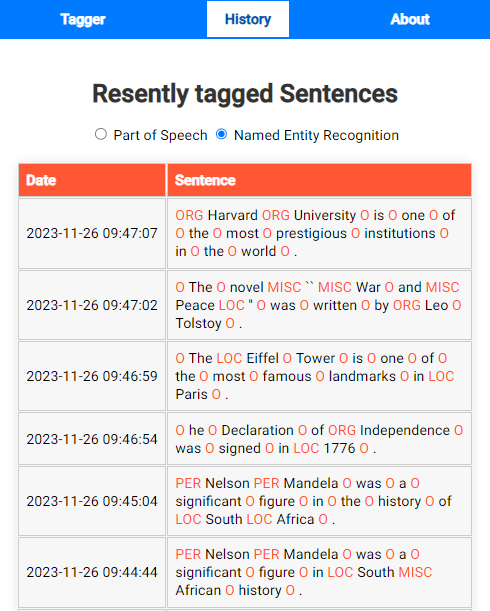 Tagger History About
Resently tagged Sentences
Part of Speech Named Entity Recognition
Date Sentence
2023-11-26 09:47:07
ORG Harvard ORG University O is O one O of
O the O most O prestigious O institutions O
in O the O world O .
2023-11-26 09:47:02
O The O novel MISC `` MISC War O and MISC
Peace LOC " O was O written O by ORG Leo O
Tolstoy O .
2023-11-26 09:46:59
O The LOC Eiffel O Tower O is O one O of O
the O most O famous O landmarks O in LOC
Paris O .
2023-11-26 09:46:54
O he O Declaration O of ORG Independence O
was O signed O in LOC 1776 O .
2023-11-26 09:45:04
PER Nelson PER Mandela O was O a O
significant O figure O in O the O history O of
LOC South LOC Africa O .
2023-11-26 09:44:44
PER Nelson PER Mandela O was O a O
significant O figure O in LOC South MISC
African O history O .